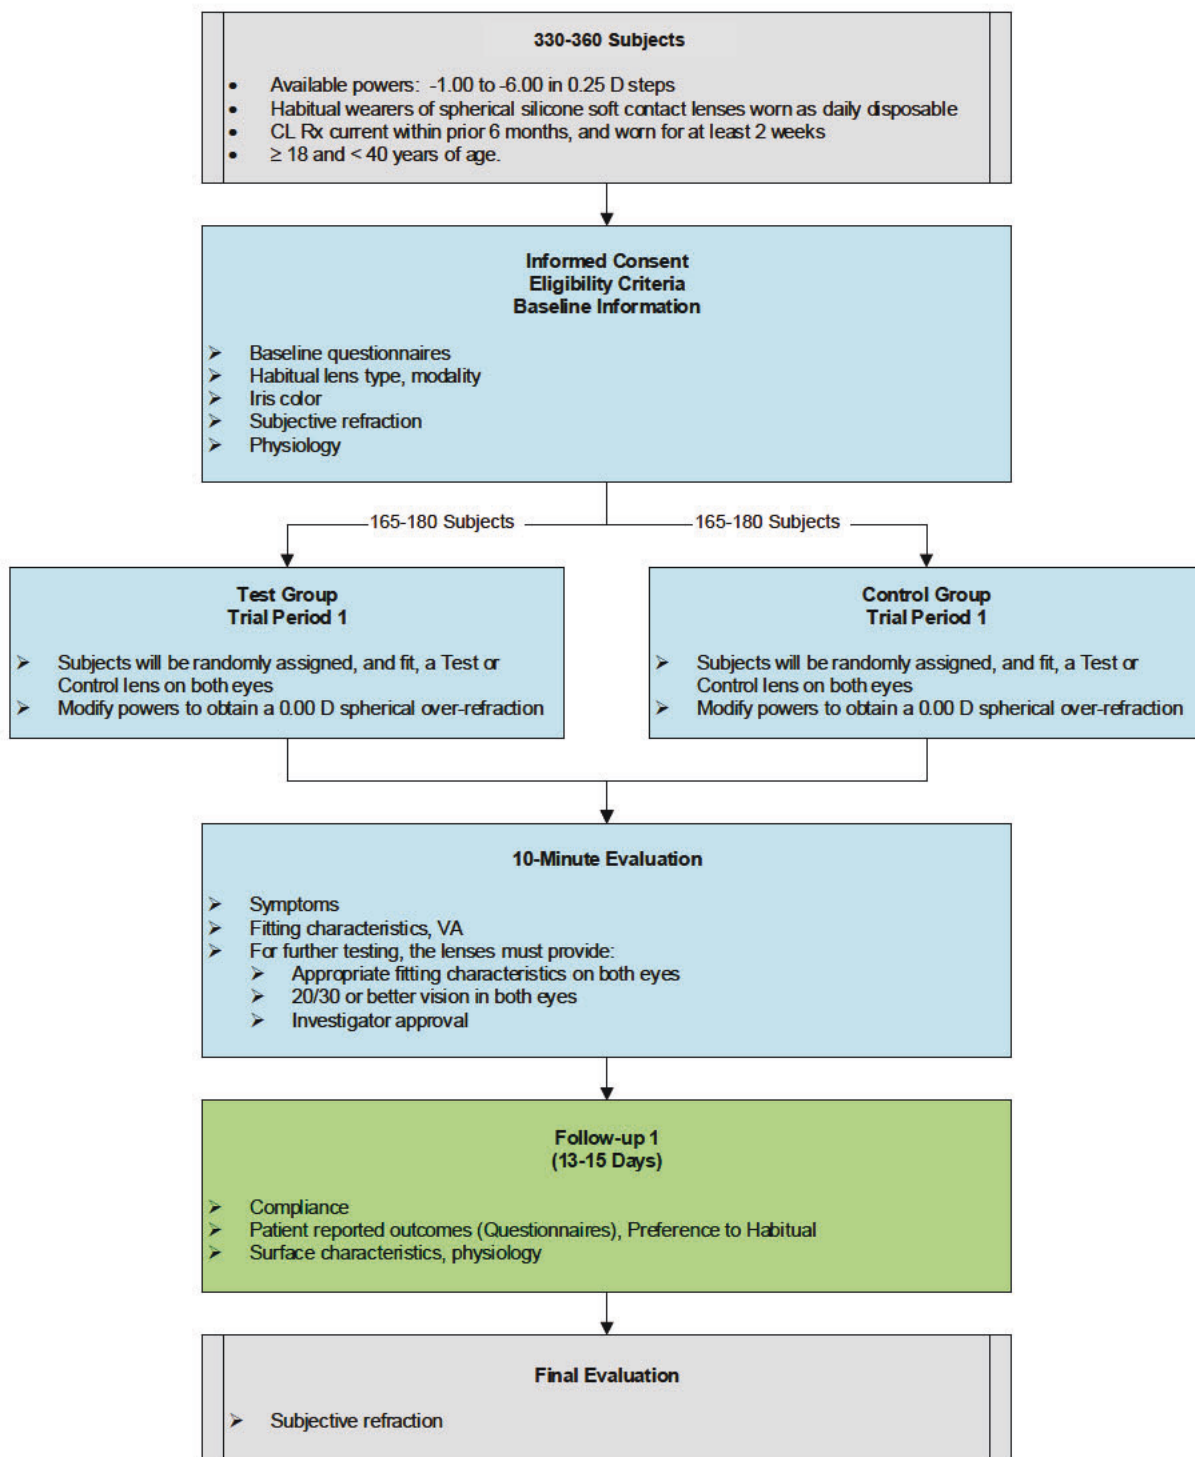 330-360 Subjects
• Available powers: -1.00 to -6.00 in 0.25 D steps
• Habitual wearers of spherical silicone soft contact lenses worn as daily disposable
• CL Rx current within prior 6 months, and worn for at least 2 weeks
• ≥ 18 and < 40 years of age.
Informed Consent
Eligibility Criteria
Baseline Information
➢ Baseline questionnaires
➢ Habitual lens type, modality
➢ Iris color
➢ Subjective refraction
➢ Physiology
165-180 Subjects
165-180 Subjects
Test Group
Trial Period 1
➢ Subjects will be randomly assigned, and fit, a Test or
Control lens on both eyes
➢ Modify powers to obtain a 0.00 D spherical over-refraction
Control Group
Trial Period 1
➢ Subjects will be randomly assigned, and fit, a Test or
Control lens on both eyes
➢ Modify powers to obtain a 0.00 D spherical over-refraction
10-Minute Evaluation
➢ Symptoms
➢ Fitting characteristics, VA
➢ For further testing, the lenses must provide:
➢ Appropriate fitting characteristics on both eyes
➢ 20/30 or better vision in both eyes
➢ Investigator approval
Follow-up 1
(13-15 Days)
➢ Compliance
➢ Patient reported outcomes (Questionnaires), Preference to Habitual
➢ Surface characteristics, physiology
Final Evaluation
➢ Subjective refraction